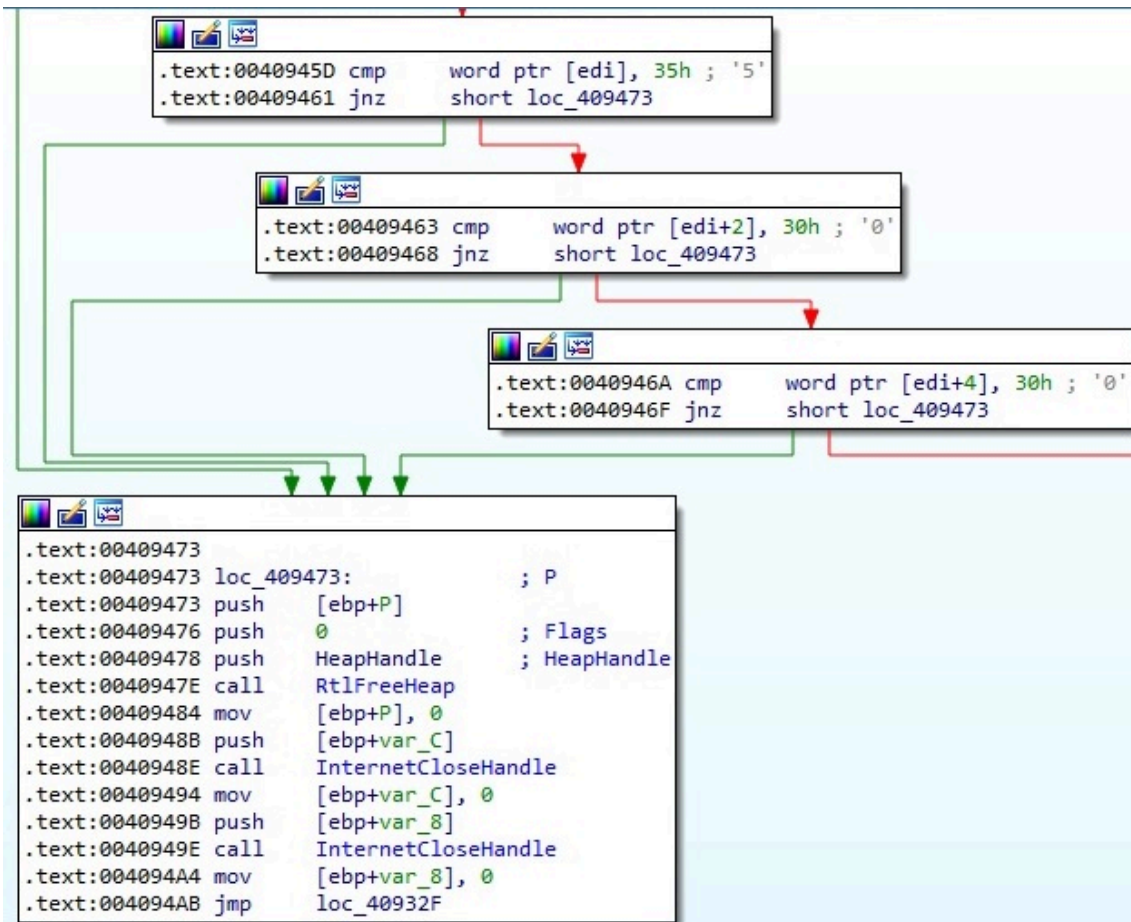 .text:0040945D cmp     word ptr [edi], 35h ; '5'
.text:00409461 jnz     short loc_409473
.text:00409463 cmp     word ptr [edi+2], 30h ; '0'
.text:00409468 jnz     short loc_409473
.text:0040946A cmp     word ptr [edi+4], 30h ; '0'
.text:0040946F jnz     short loc_409473
.text:00409473
.text:00409473 loc_409473:             ; P
.text:00409473 push    [ebp+P]
.text:00409476 push    0               ; Flags
.text:00409478 push    HeapHandle      ; HeapHandle
.text:0040947E call    RtlFreeHeap
.text:00409484 mov     [ebp+P], 0
.text:0040948B push    [ebp+var_C]
.text:0040948E call    InternetCloseHandle
.text:00409494 mov     [ebp+var_C], 0
.text:0040949B push    [ebp+var_8]
.text:0040949E call    InternetCloseHandle
.text:004094A4 mov     [ebp+var_8], 0
.text:004094AB jmp     loc_40932F